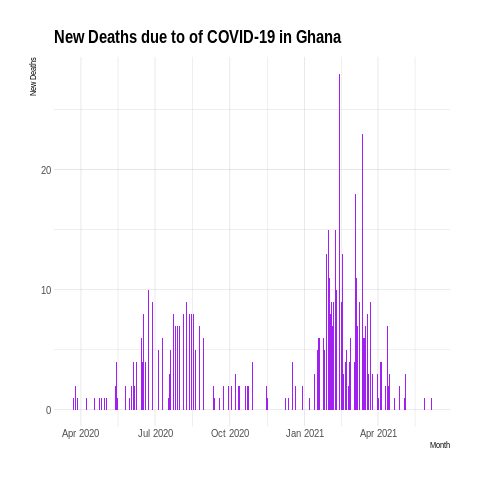 New Deaths due to of COVID-19 in Ghana
New Deaths
20
10
0
Apr 2020 Jul 2020 Oct 2020 Jan 2021 Apr 2021
Month